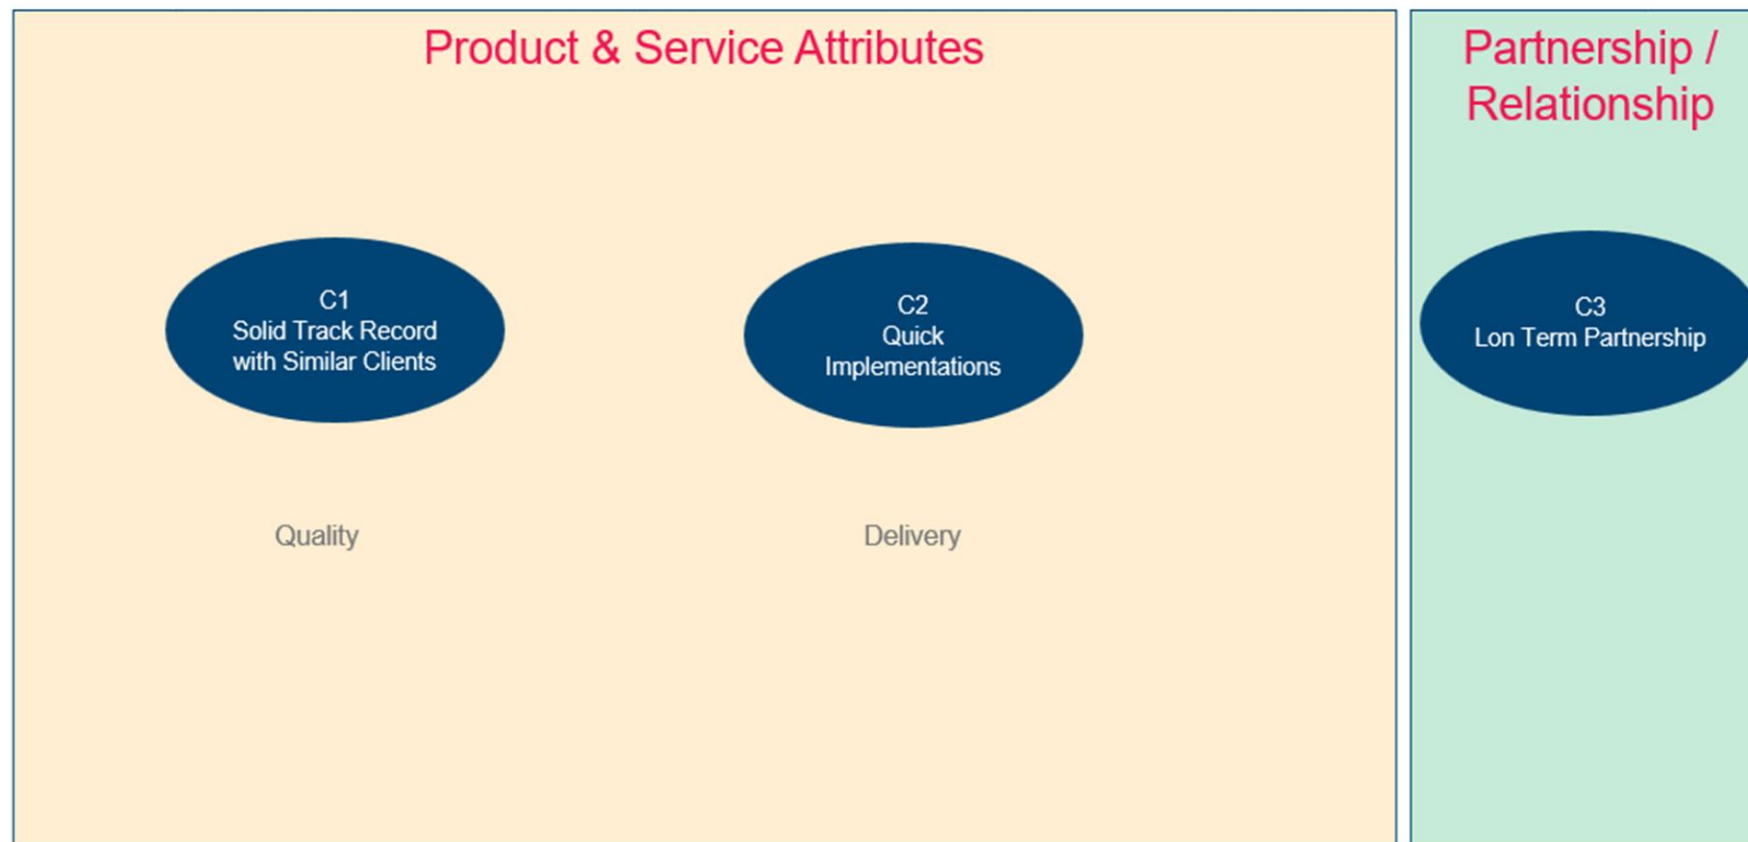 Product & Service Attributes
Partnership /
Relationship
C1
Solid Track Record
with Similar Clients
C2
Quick
Implementations
C3
Lon Term Partnership
Quality
Delivery